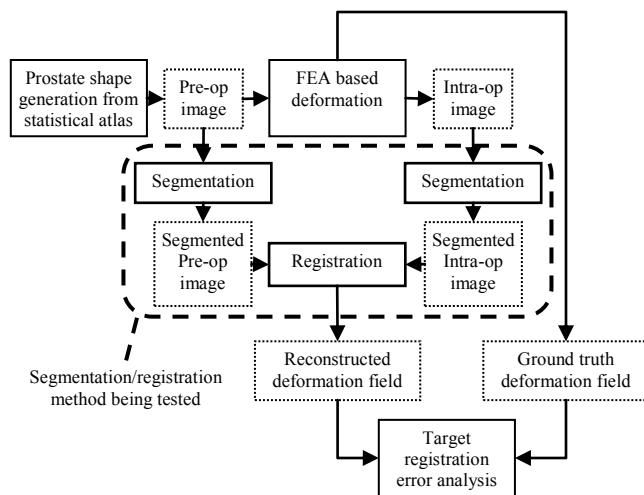 Prostate shape
generation from
statistical atlas
Pre-op
image
FEA based
deformation
Intra-op
image
Segmentation
Segmentation
Segmented
Pre-op
image
Registration
Segmented
Intra-op
image
Segmentation/registration
method being tested
Reconstructed
deformation field
Ground truth
deformation field
Target
registration
error analysis